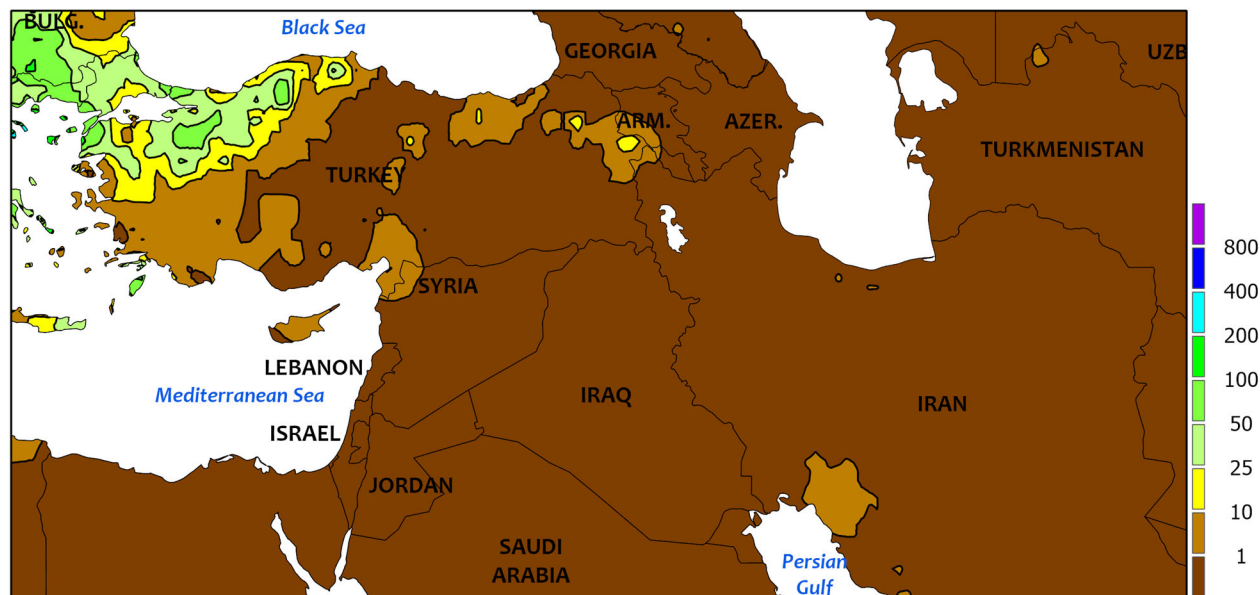 BULG.
Black Sea
GEORGIA
UZB
ARM.
AZER.
TURKMENISTAN
TURKEY
SYRIA
LEBANON
Mediterranean Sea
IRAQ
IRAN
ISRAEL
JORDAN
SAUDI
ARABIA
Persian
Gulf
800
400
200
100
50
25
10
1